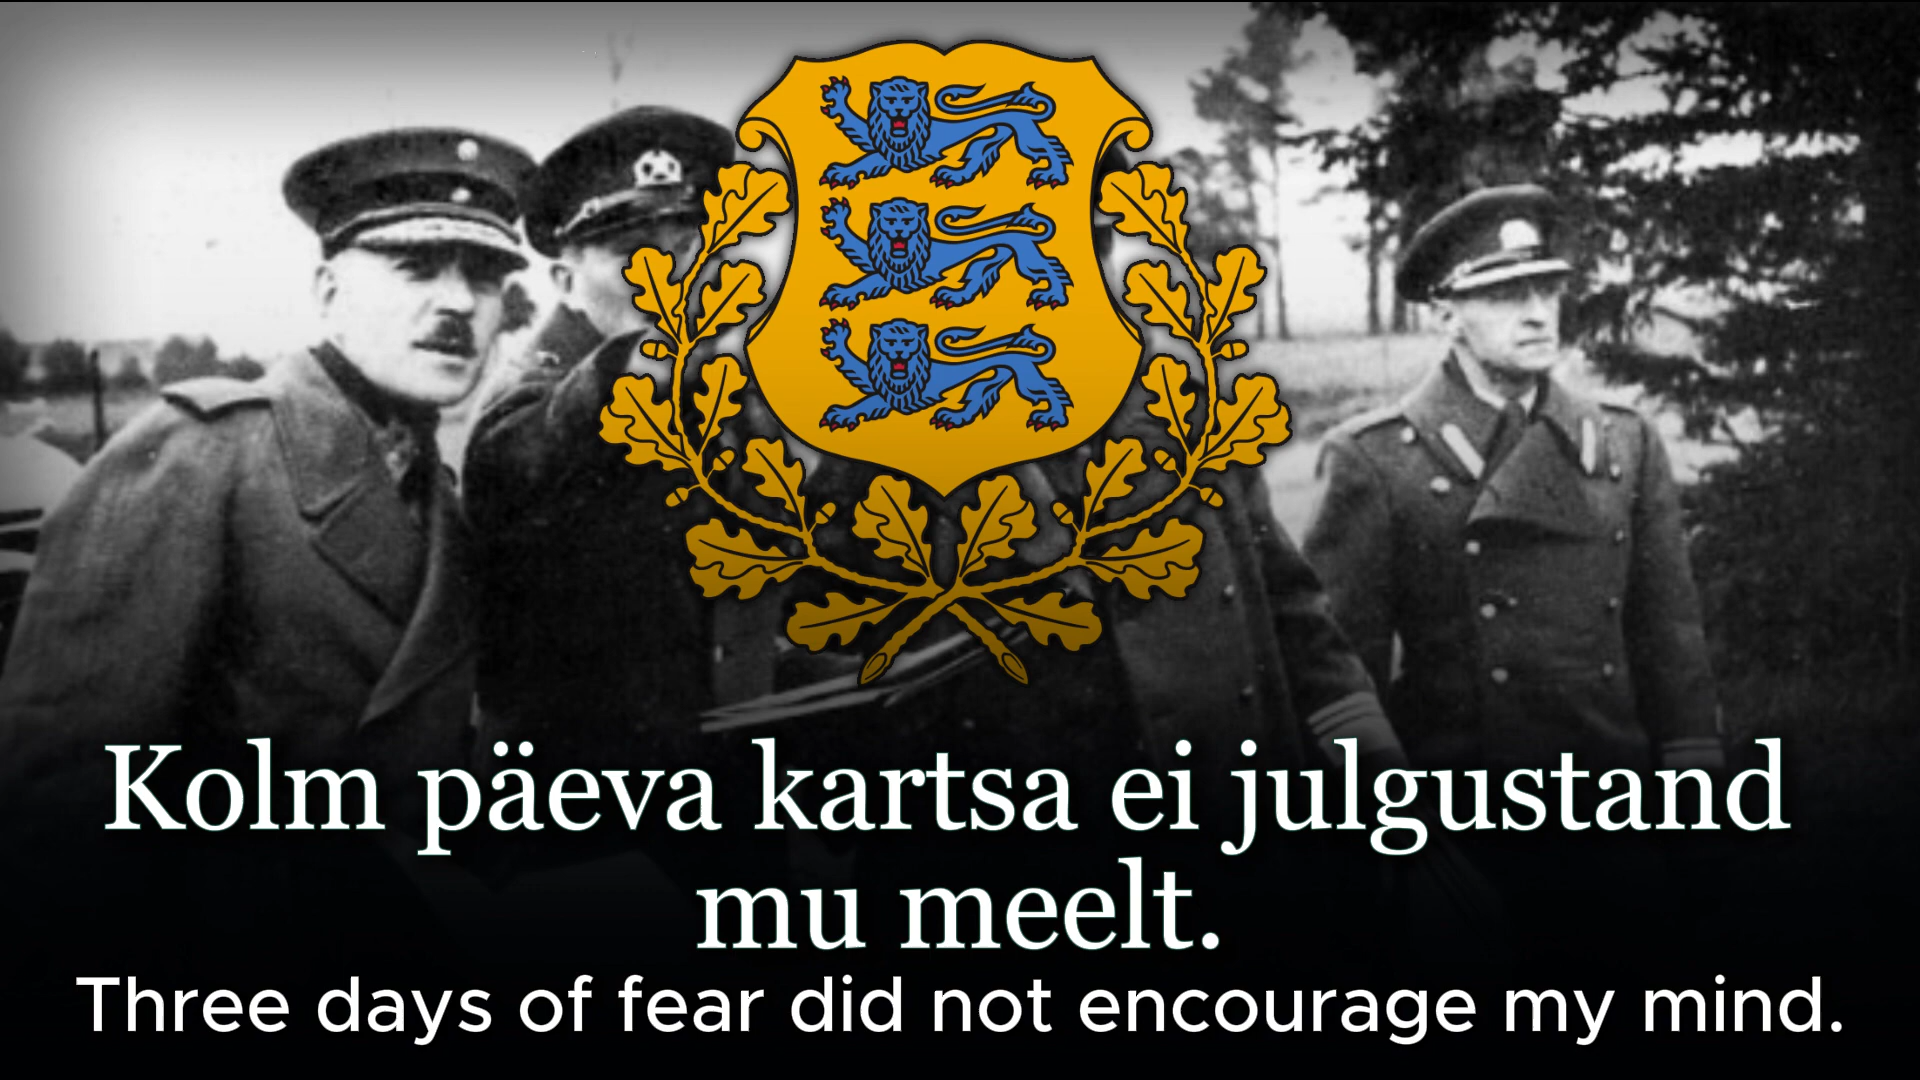 Kolm päeva kartsa ei julgustand
mu meelt.
Three days of fear did not encourage my mind.